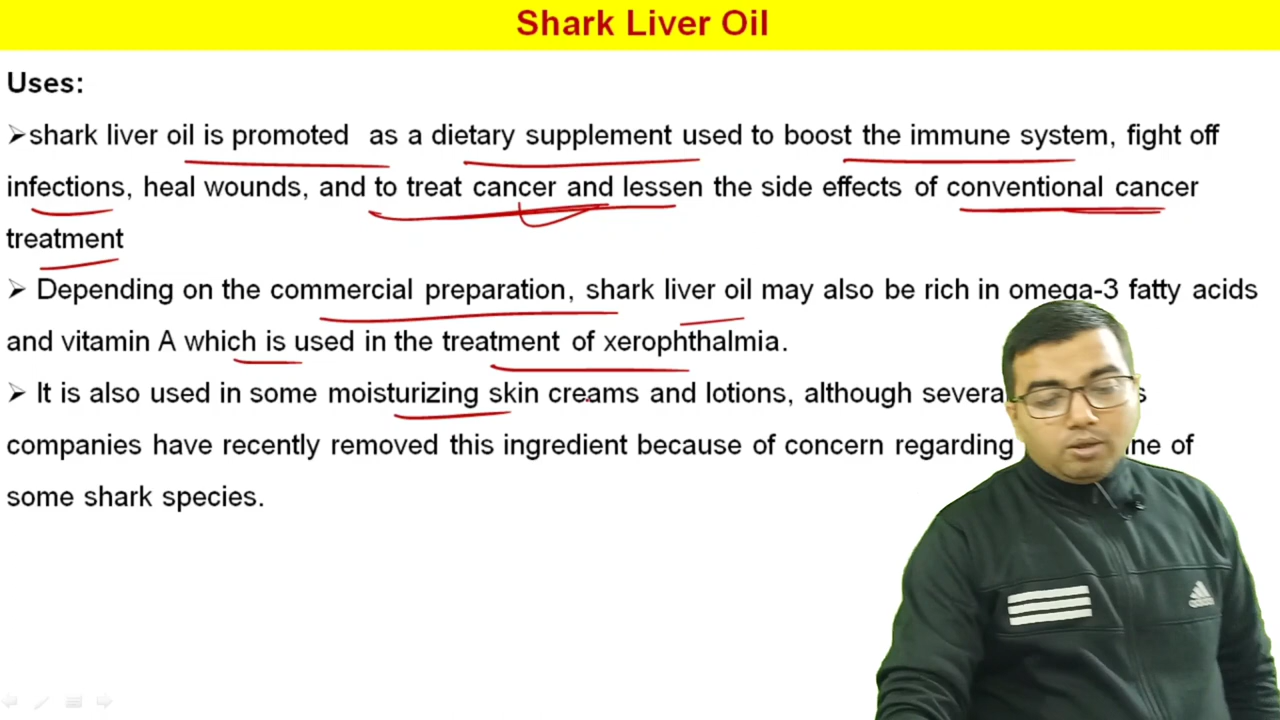 Shark Liver Oil
Uses:
➢shark liver oil is promoted as a dietary supplement used to boost the immune system, fight off
infections, heal wounds, and to treat cancer and lessen the side effects of conventional cancer
treatment
➢ Depending on the commercial preparation, shark liver oil may also be rich in omega-3 fatty acids
and vitamin A which is used in the treatment of xerophthalmia.
➢ It is also used in some moisturizing skin creams and lotions, although
companies have recently removed this ingredient because of concern regarding of
some shark species.
adidas